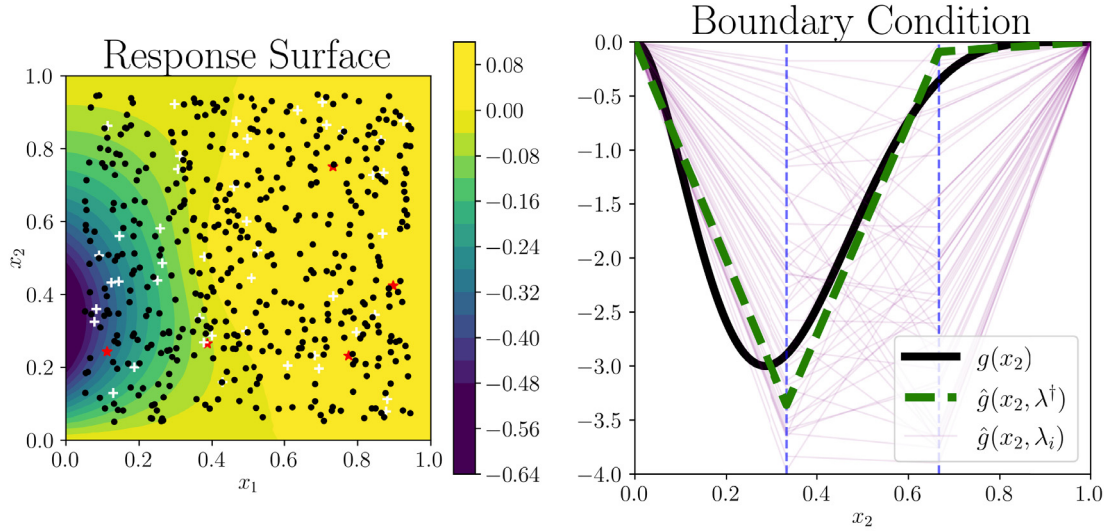 Response Surface
1.0
0.8
0.6
0.4
0.2
0.0
x₂
0.0 0.2 0.4 0.6 0.8 1.0
x₁
0.08
0.00
−0.08
−0.16
−0.24
−0.32
−0.40
−0.48
−0.56
−0.64
Boundary Condition
0.0
−0.5
−1.0
−1.5
−2.0
−2.5
−3.0
−3.5
−4.0
g(x₂)
ĝ(x₂, λ†)
ĝ(x₂, λᵢ)
0.0 0.2 0.4 0.6 0.8 1.0
x₂